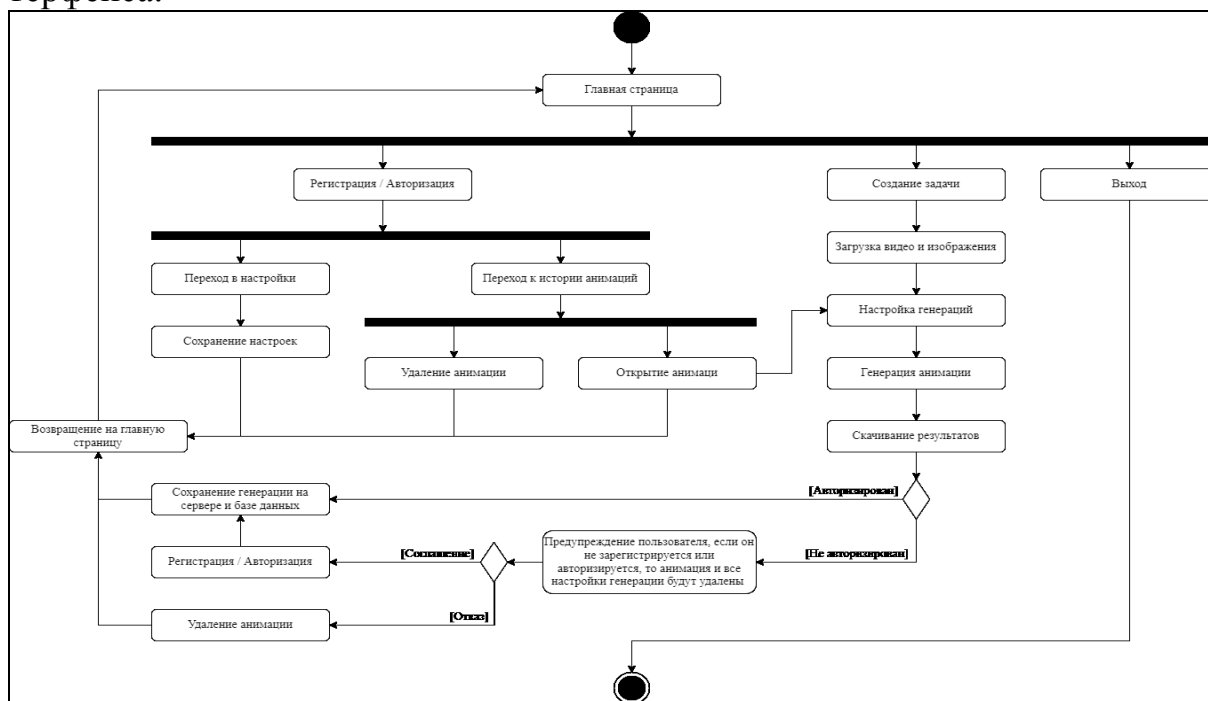 Главная страница
Регистрация / Авторизация
Создание задачи
Выход
Загрузка видео и изображения
Переход в настройки
Переход к истории анимаций
Настройка генераций
Сохранение настроек
Удаление анимации
Открытие анимаци
Генерация анимации
Возвращение на главную
страницу
Скачивание результатов
[Авторизирован]
Сохранение генерации на
сервере и базе данных
Предупреждение пользователя, если он
не зарегистрируется или
авторизируется, то анимация и все
настройки генерации будут удалены
[Не авторизирован]
[Соглашение]
Регистрация / Авторизация
[Отказ]
Удаление анимации